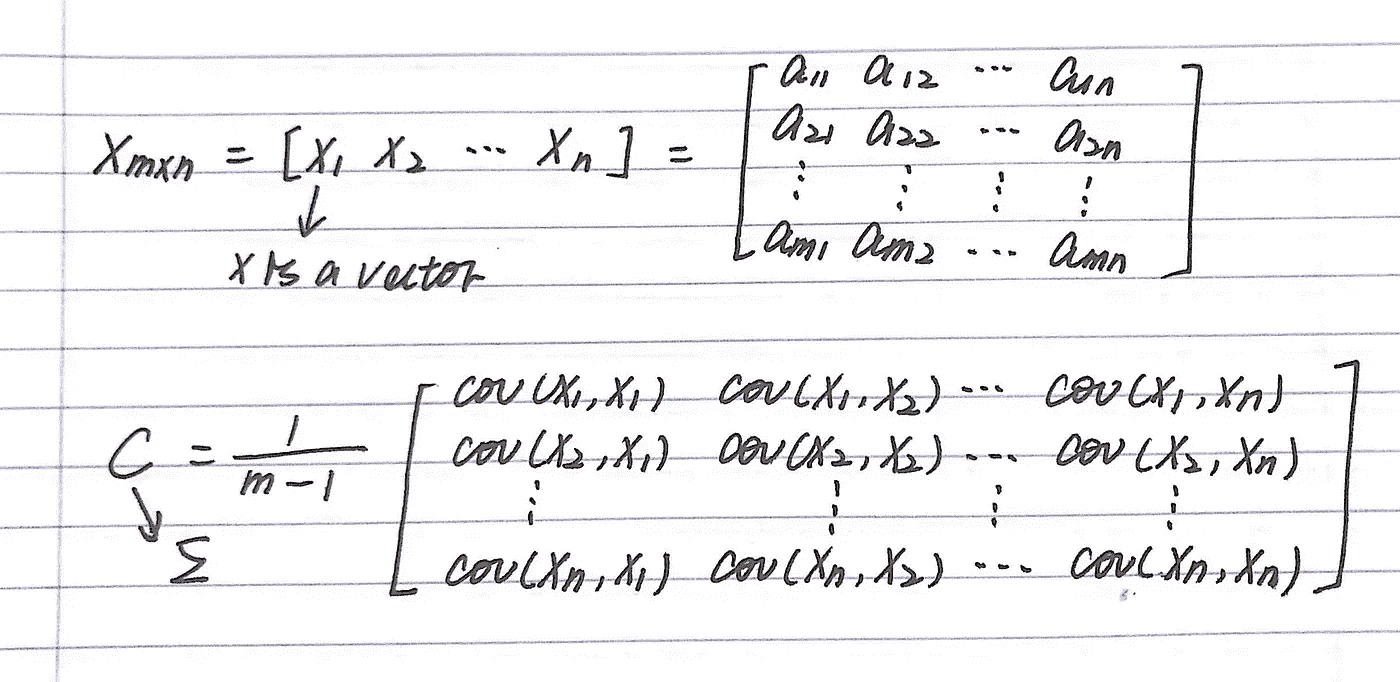 X_{m×n} = [X_1 X_2 ··· X_n] = \begin{bmatrix} a_{11} & a_{12} & \cdots & a_{1n} \\ a_{21} & a_{22} & \cdots & a_{2n} \\ \vdots & \vdots & \vdots & \vdots \\ a_{m1} & a_{m2} & \cdots & a_{mn} \end{bmatrix}
↓
X is a vector
C = \frac{1}{m-1} \begin{bmatrix} cov(X_1, X_1) & cov(X_1, X_2) & \cdots & cov(X_1, X_n) \\ cov(X_2, X_1) & cov(X_2, X_2) & \cdots & cov(X_2, X_n) \\ \vdots & \vdots & \vdots & \vdots \\ cov(X_n, X_1) & cov(X_n, X_2) & \cdots & cov(X_n, X_n) \end{bmatrix}
↘
Σ